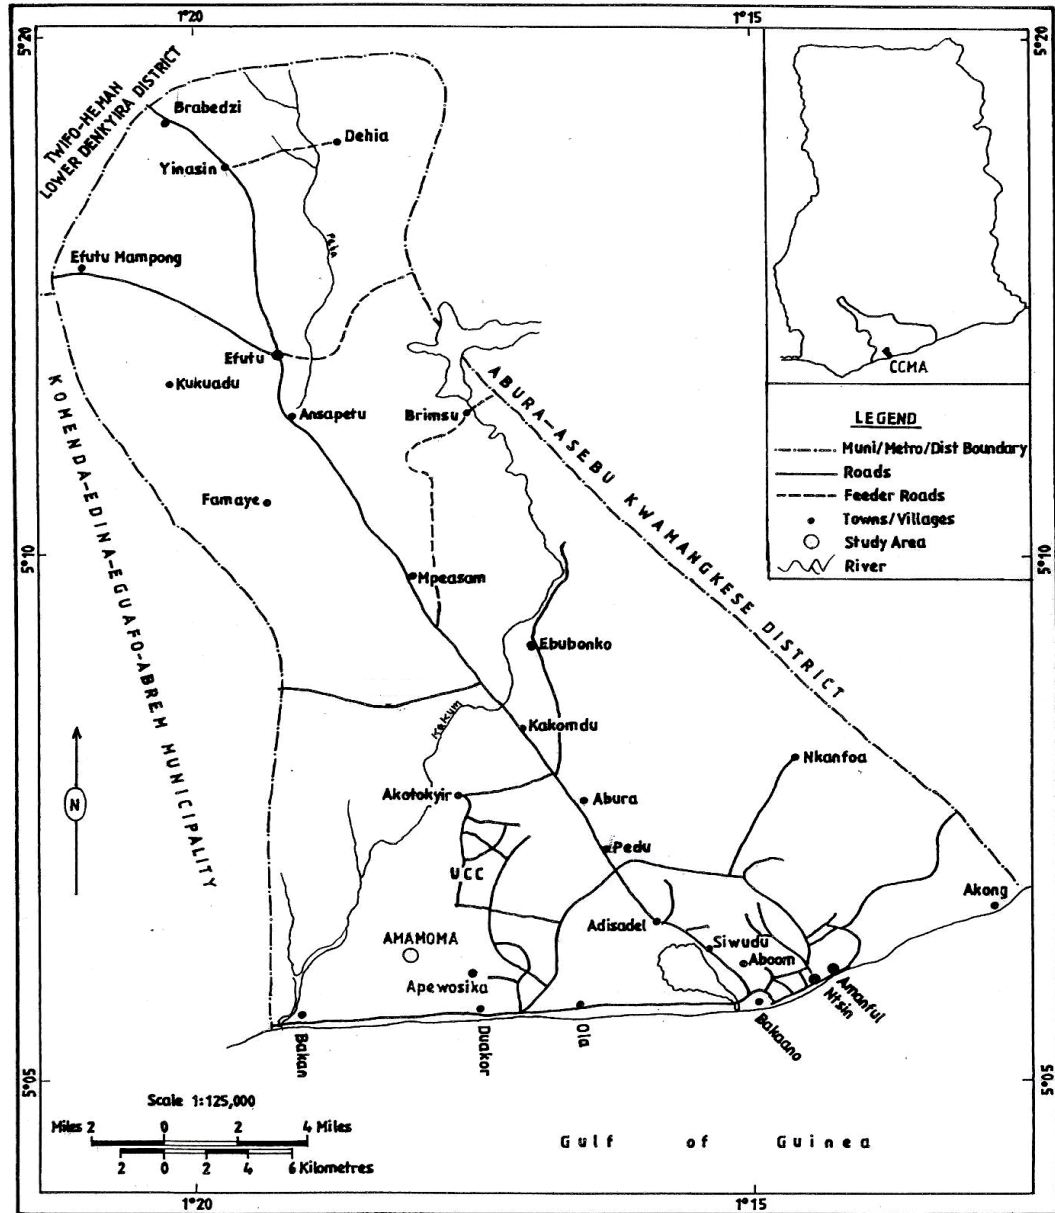 1°20
1°15
5°20
5°20
TWIFO-HEMAN
LOWER DENKYIRA DISTRICT
Brabedzi
Dehia
Yinasin
Efutu Mampong
Efutu
Kukuadu
Ansapetu
Brimsu
Famaye
CCMA
LEGEND
Muni/Metro/Dist Boundary
Roads
Feeder Roads
Towns/Villages
Study Area
River
ABURA-ASEBU KWAMANGKESE DISTRICT
KOMENDA-EDINA-EGUAFO-ABREM MUNICIPALITY
5°10
5°10
Mpeasam
Ebubonko
Kakum
Kakomdu
Nkanfoa
Akotokyir
Abura
N
Pedu
UCC
Akong
Adisadel
AMAMOMA
Siwudu
Aboom
Apewosika
Amanful
Ntsin
Bakan
Duakor
Ola
Bakaano
5°05
5°05
Scale 1:125,000
Miles 2 0 2 4 Miles
2 0 2 4 6 Kilometres
Gulf of Guinea
1°20
1°15